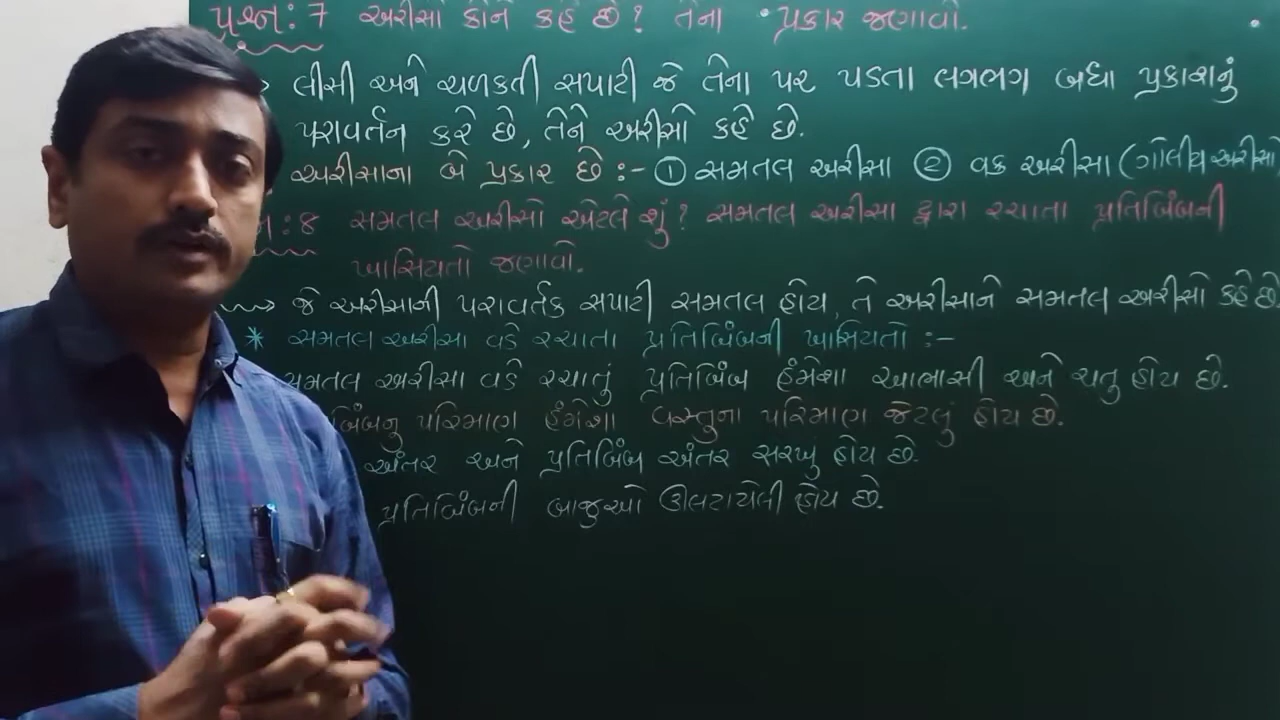 પ્રશ્ન: 7 અરીસો કોને કહે છે? તેના પ્રકાર જણાવો.
લીસી અને ચળકતી સપાટી જે તેના પર પડતા લગભગ બધા પ્રકાશનું
પરાવર્તન કરે છે, તેને અરીસો કહે છે.
અરીસાના બે પ્રકાર છે :- ① સમતલ અરીસા ② વક્ર અરીસા (ગોલીય અરીસા)
: 8 સમતલ અરીસો એટલે શું? સમતલ અરીસા દ્વારા રચાતા પ્રતિબિંબની
ખાસિયતો જણાવો.
જે અરીસાની પરાવર્તક સપાટી સમતલ હોય, તે અરીસાને સમતલ અરીસો કહે છે
* સમતલ અરીસા વડે રચાતા પ્રતિબિંબની ખાસિયતો :-
સમતલ અરીસા વડે રચાતું પ્રતિબિંબ હંમેશા આભાસી અને ચતુ હોય છે.
બિંબનુ પરિમાણ હંમેશા વસ્તુના પરિમાણ જેટલું હોય છે.
અંતર અને પ્રતિબિંબ અંતર સરખુ હોય છે.
પ્રતિબિંબની બાજુઓ ઊલટાયેલી હોય છે.